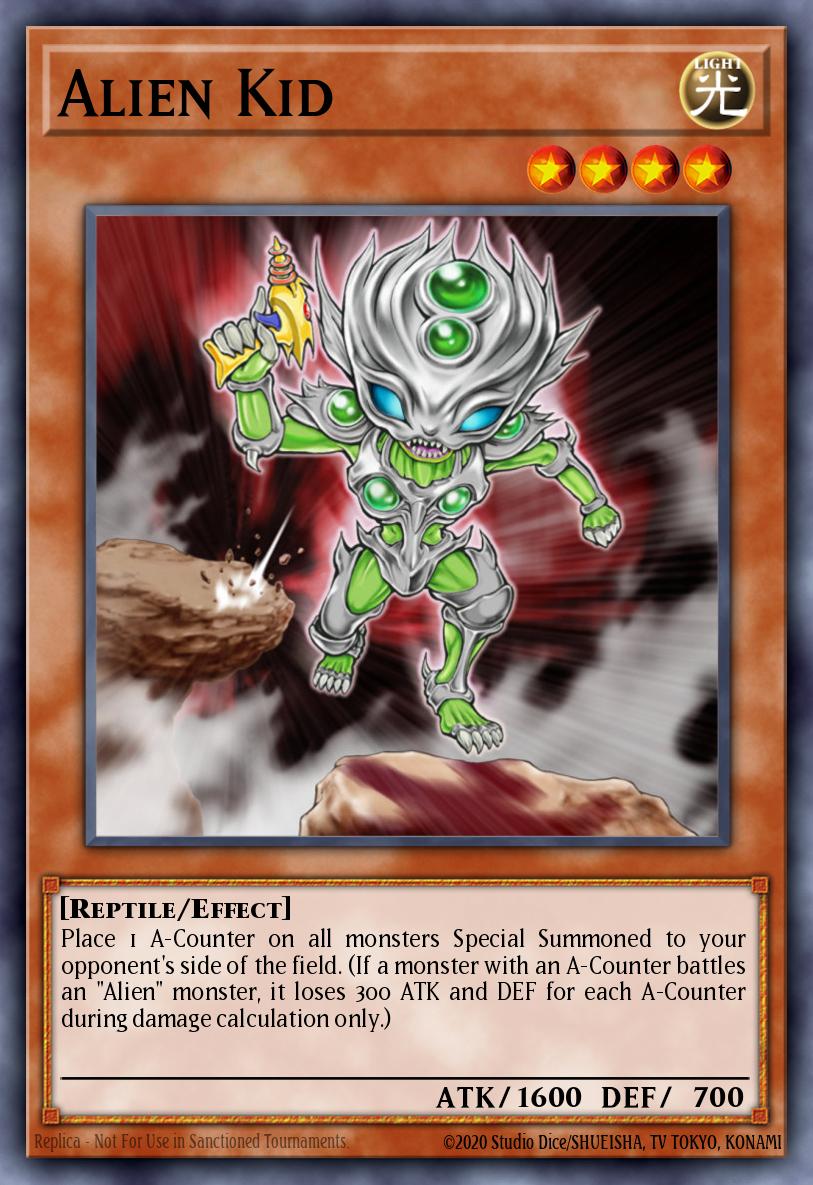 Alien Kid
LIGHT
光
[Reptile/Effect]
Place 1 A-Counter on all monsters Special Summoned to your
opponent's side of the field. (If a monster with an A-Counter battles
an "Alien" monster, it loses 300 ATK and DEF for each A-Counter
during damage calculation only.)
ATK/1600 DEF/ 700
Replica - Not For Use in Sanctioned Tournaments.
©2020 Studio Dice/SHUEISHA, TV TOKYO, KONAMI